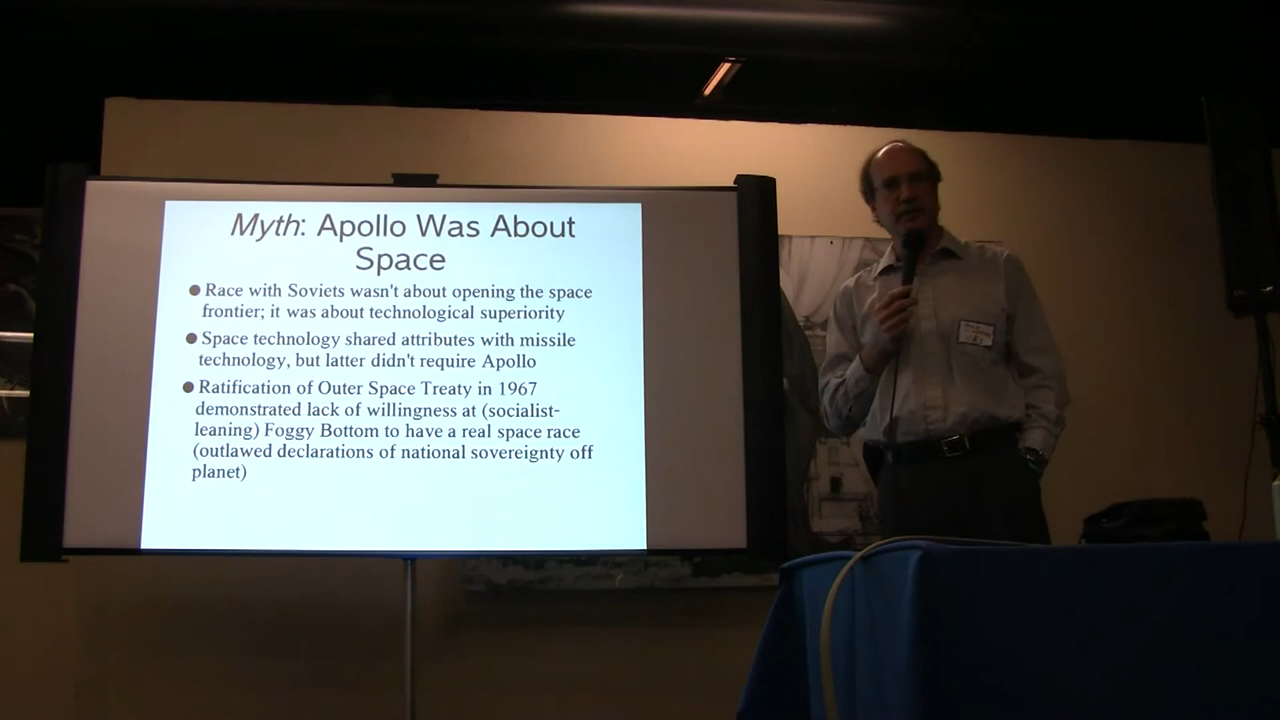 Myth: Apollo Was About
Space
● Race with Soviets wasn't about opening the space
frontier; it was about technological superiority
● Space technology shared attributes with missile
technology, but latter didn't require Apollo
● Ratification of Outer Space Treaty in 1967
demonstrated lack of willingness at (socialist-
leaning) Foggy Bottom to have a real space race
(outlawed declarations of national sovereignty off
planet)